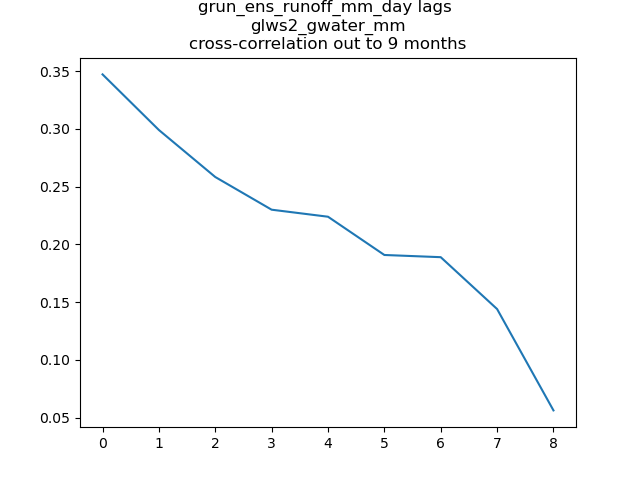 grun_ens_runoff_mm_day lags
glws2_gwater_mm
cross-correlation out to 9 months
0.35
0.30
0.25
0.20
0.15
0.10
0.05
0 1 2 3 4 5 6 7 8